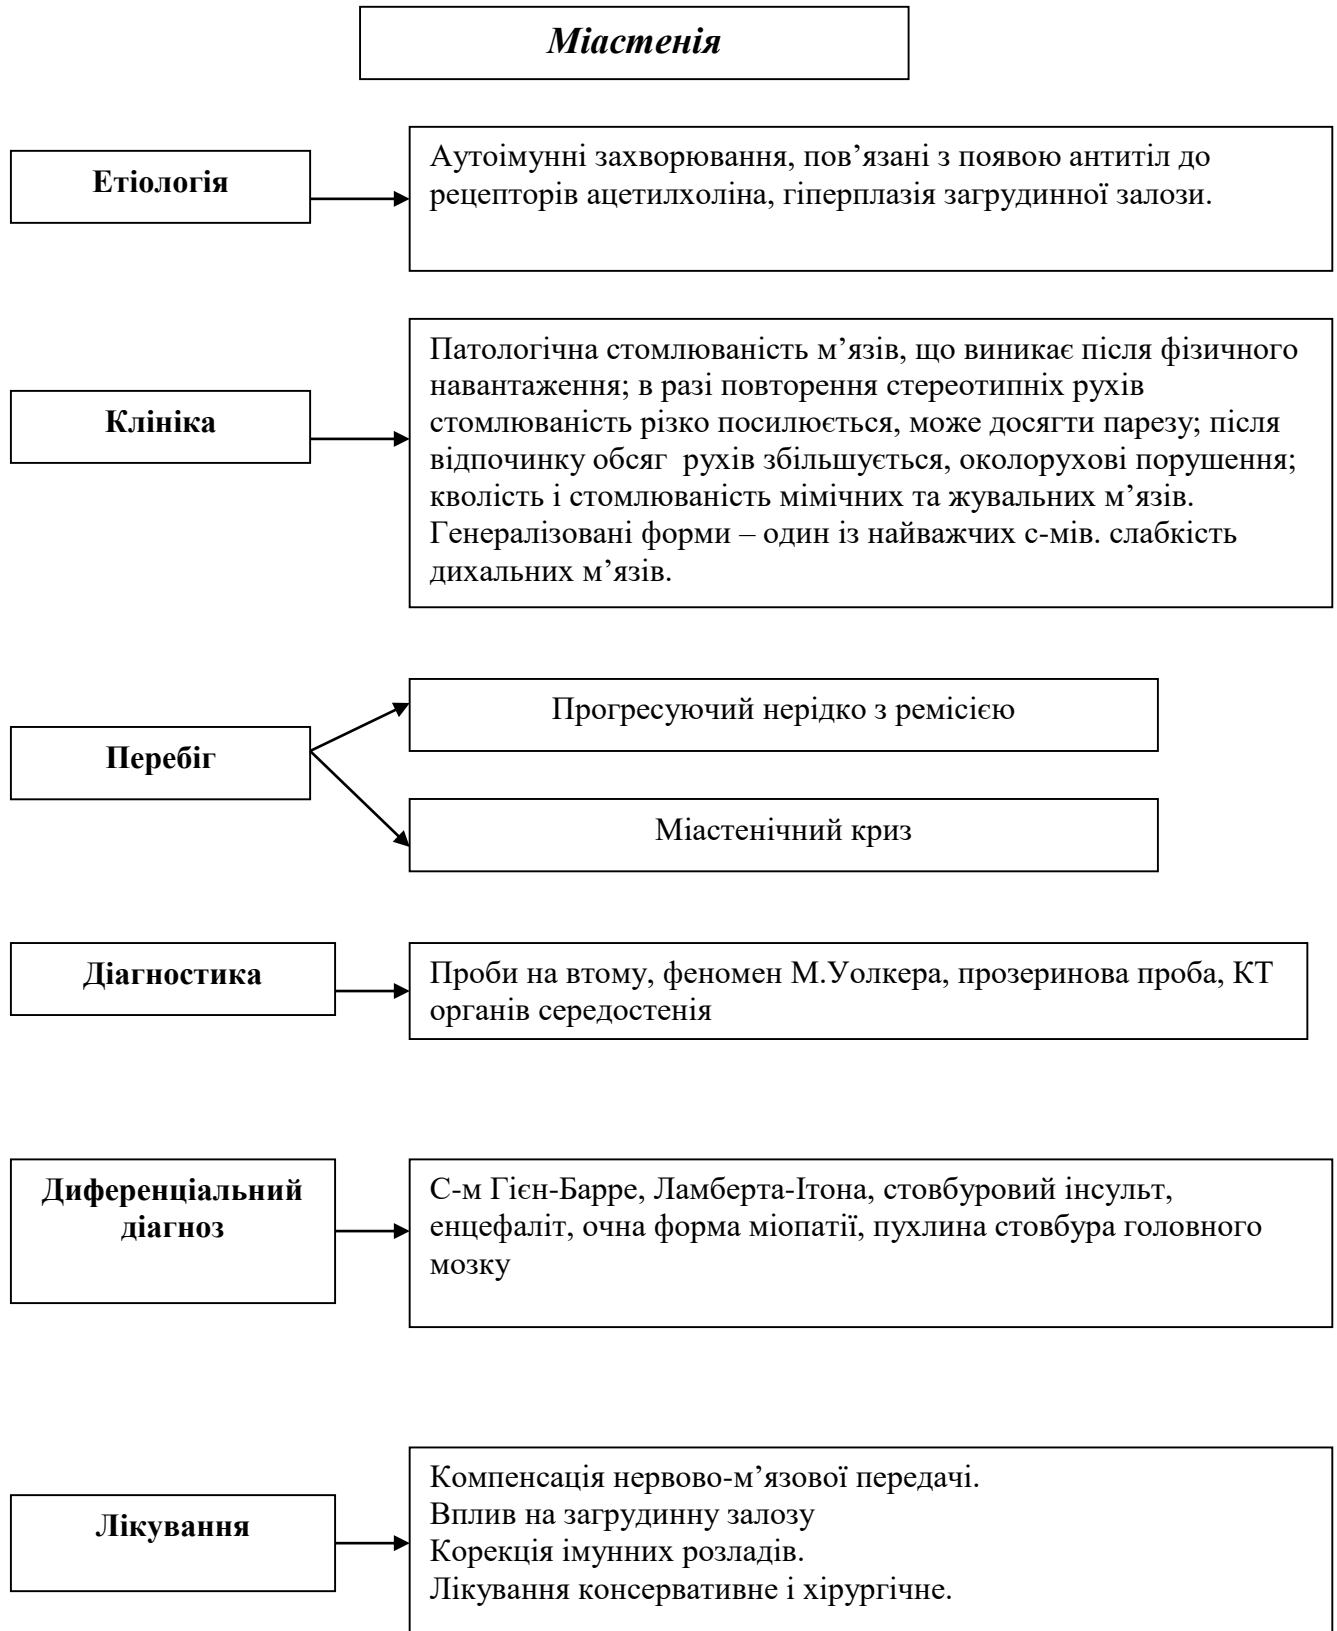 Міастенія
Етіологія
Аутоімунні захворювання, пов’язані з появою антитіл до
рецепторів ацетилхоліна, гіперплазія загрудинної залози.
Клініка
Патологічна стомлюваність м’язів, що виникає після фізичного
навантаження; в разі повторення стереотипніх рухів
стомлюваність різко посилюється, може досягти парезу; після
відпочинку обсяг рухів збільшується, околорухові порушення;
кволість і стомлюваність мімічних та жувальних м’язів.
Генералізовані форми – один із найважчих с-мів. слабкість
дихальних м’язів.
Перебіг
Прогресуючий нерідко з ремісією
Міастенічний криз
Діагностика
Проби на втому, феномен М.Уолкера, прозеринова проба, КТ
органів середостенія
Диференціальний
діагноз
С-м Гієн-Барре, Ламберта-Ітона, стовбуровий інсульт,
енцефаліт, очна форма міопатії, пухлина стовбура головного
мозку
Лікування
Компенсація нервово-м’язової передачі.
Вплив на загрудинну залозу
Корекція імунних розладів.
Лікування консервативне і хірургічне.